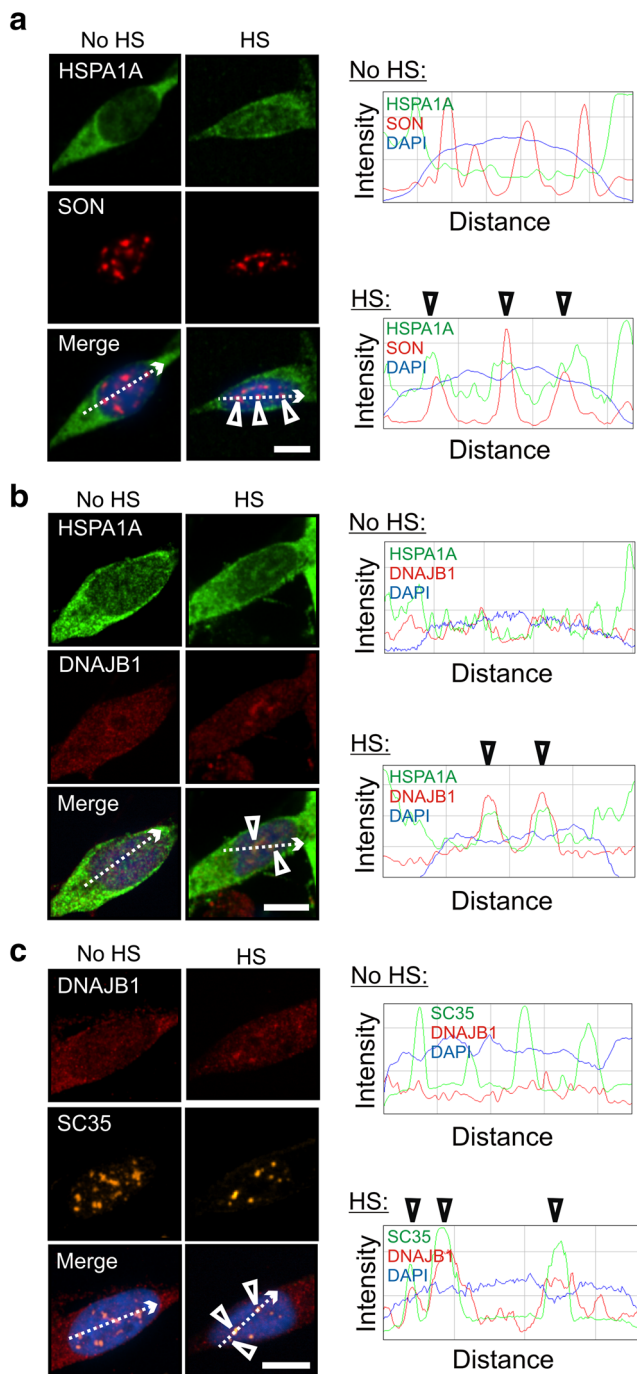 a
No HS
HS
HSPA1A
SON
Merge
No HS:
HSPA1A
SON
DAPI
Intensity
Distance
HS:
HSPA1A
SON
DAPI
Intensity
Distance
b
No HS
HS
HSPA1A
DNAJB1
Merge
No HS:
HSPA1A
DNAJB1
DAPI
Intensity
Distance
HS:
HSPA1A
DNAJB1
DAPI
Intensity
Distance
c
No HS
HS
DNAJB1
SC35
Merge
No HS:
SC35
DNAJB1
DAPI
Intensity
Distance
HS:
SC35
DNAJB1
DAPI
Intensity
Distance